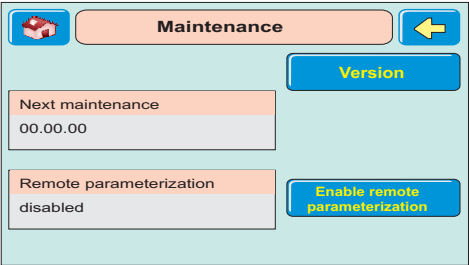 Maintenance
Version
Next maintenance
00.00.00
Remote parameterization
disabled
Enable remote
parameterization